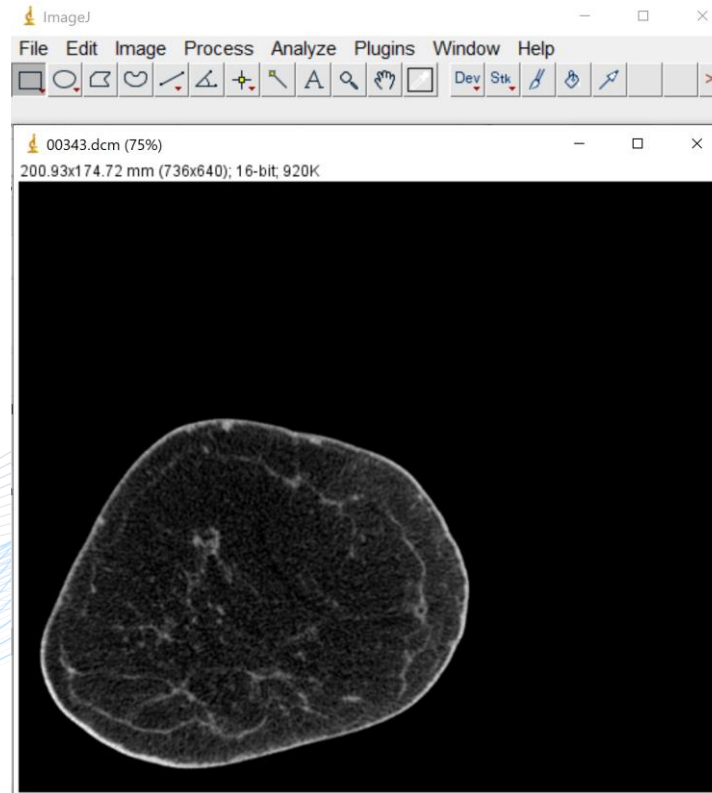 ImageJ
File Edit Image Process Analyze Plugins Window Help
A Dev Stk
00343.dcm (75%)
200.93x174.72 mm (736x640); 16-bit; 920K